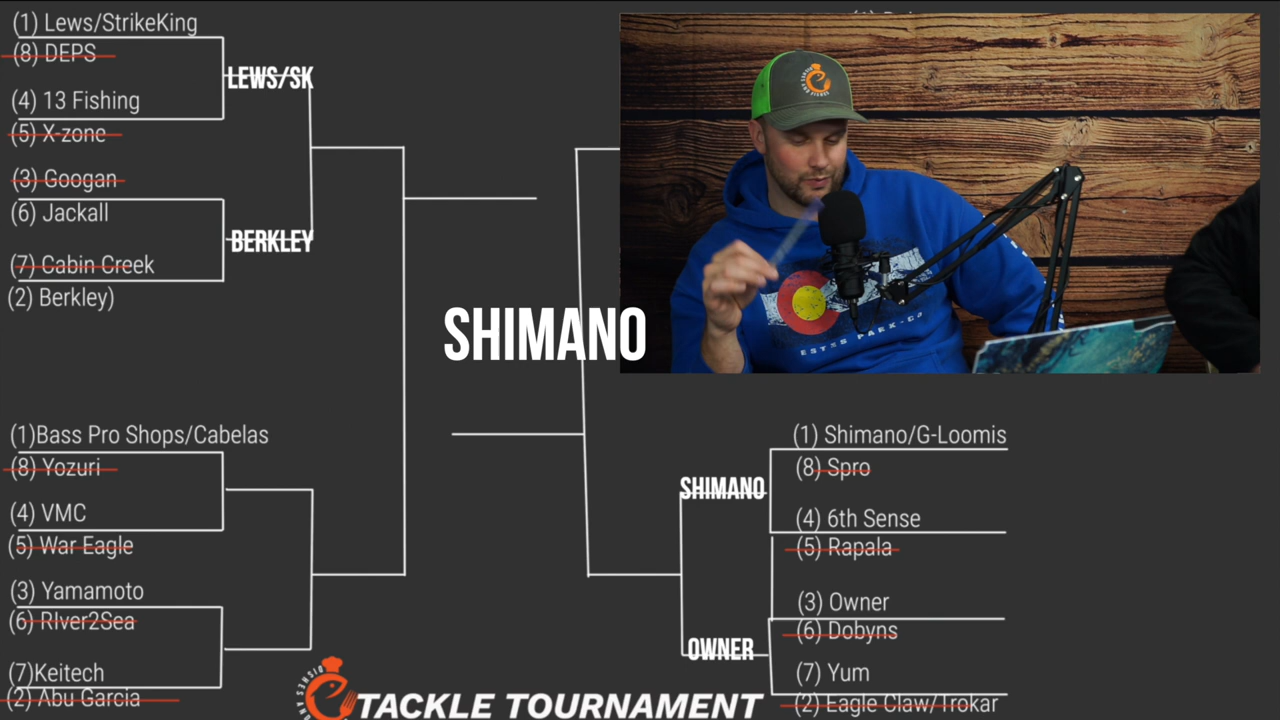 (1) Lews/StrikeKing
(8) DEPS
LEWS/SK
(4) 13 Fishing
(5) X-zone
(3) Googan
(6) Jackall
BERKLEY
(7) Cabin Creek
(2) Berkley)
SHIMANO
ESTES PARK-CO
(1)Bass Pro Shops/Cabelas
(8) Yozuri
(4) VMC
(5) War Eagle
(3) Yamamoto
(6) RIver2Sea
(7)Keitech
(2) Abu Garcia
(1) Shimano/G-Loomis
(8) Spro
SHIMANO
(4) 6th Sense
(5) Rapala
(3) Owner
(6) Dobyns
OWNER
(7) Yum
(2) Eagle Claw/Trokar
TACKLE TOURNAMENT